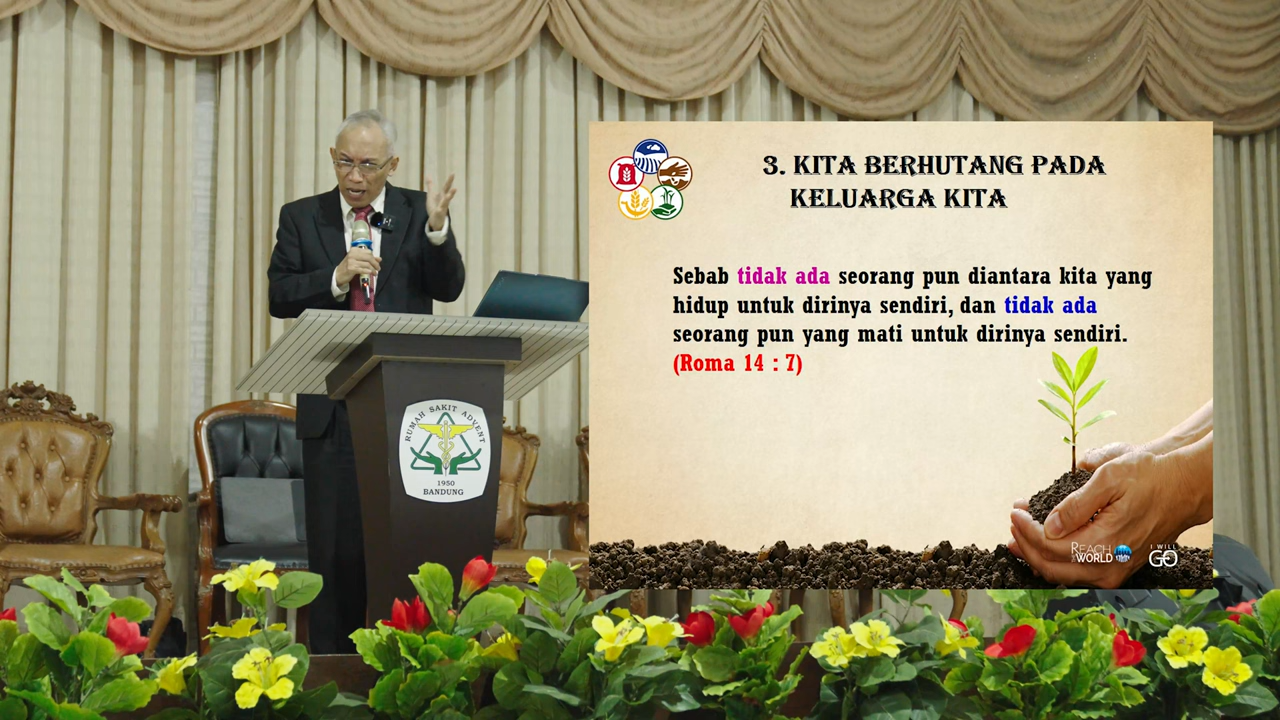 3. KITA BERHUTANG PADA
KELUARGA KITA
Sebab tidak ada seorang pun diantara kita yang
hidup untuk dirinya sendiri, dan tidak ada
seorang pun yang mati untuk dirinya sendiri.
(Roma 14 : 7)
RUMAH SAKIT ADVENT
1950
BANDUNG
REACH
THE WORLD
I WILL
GO